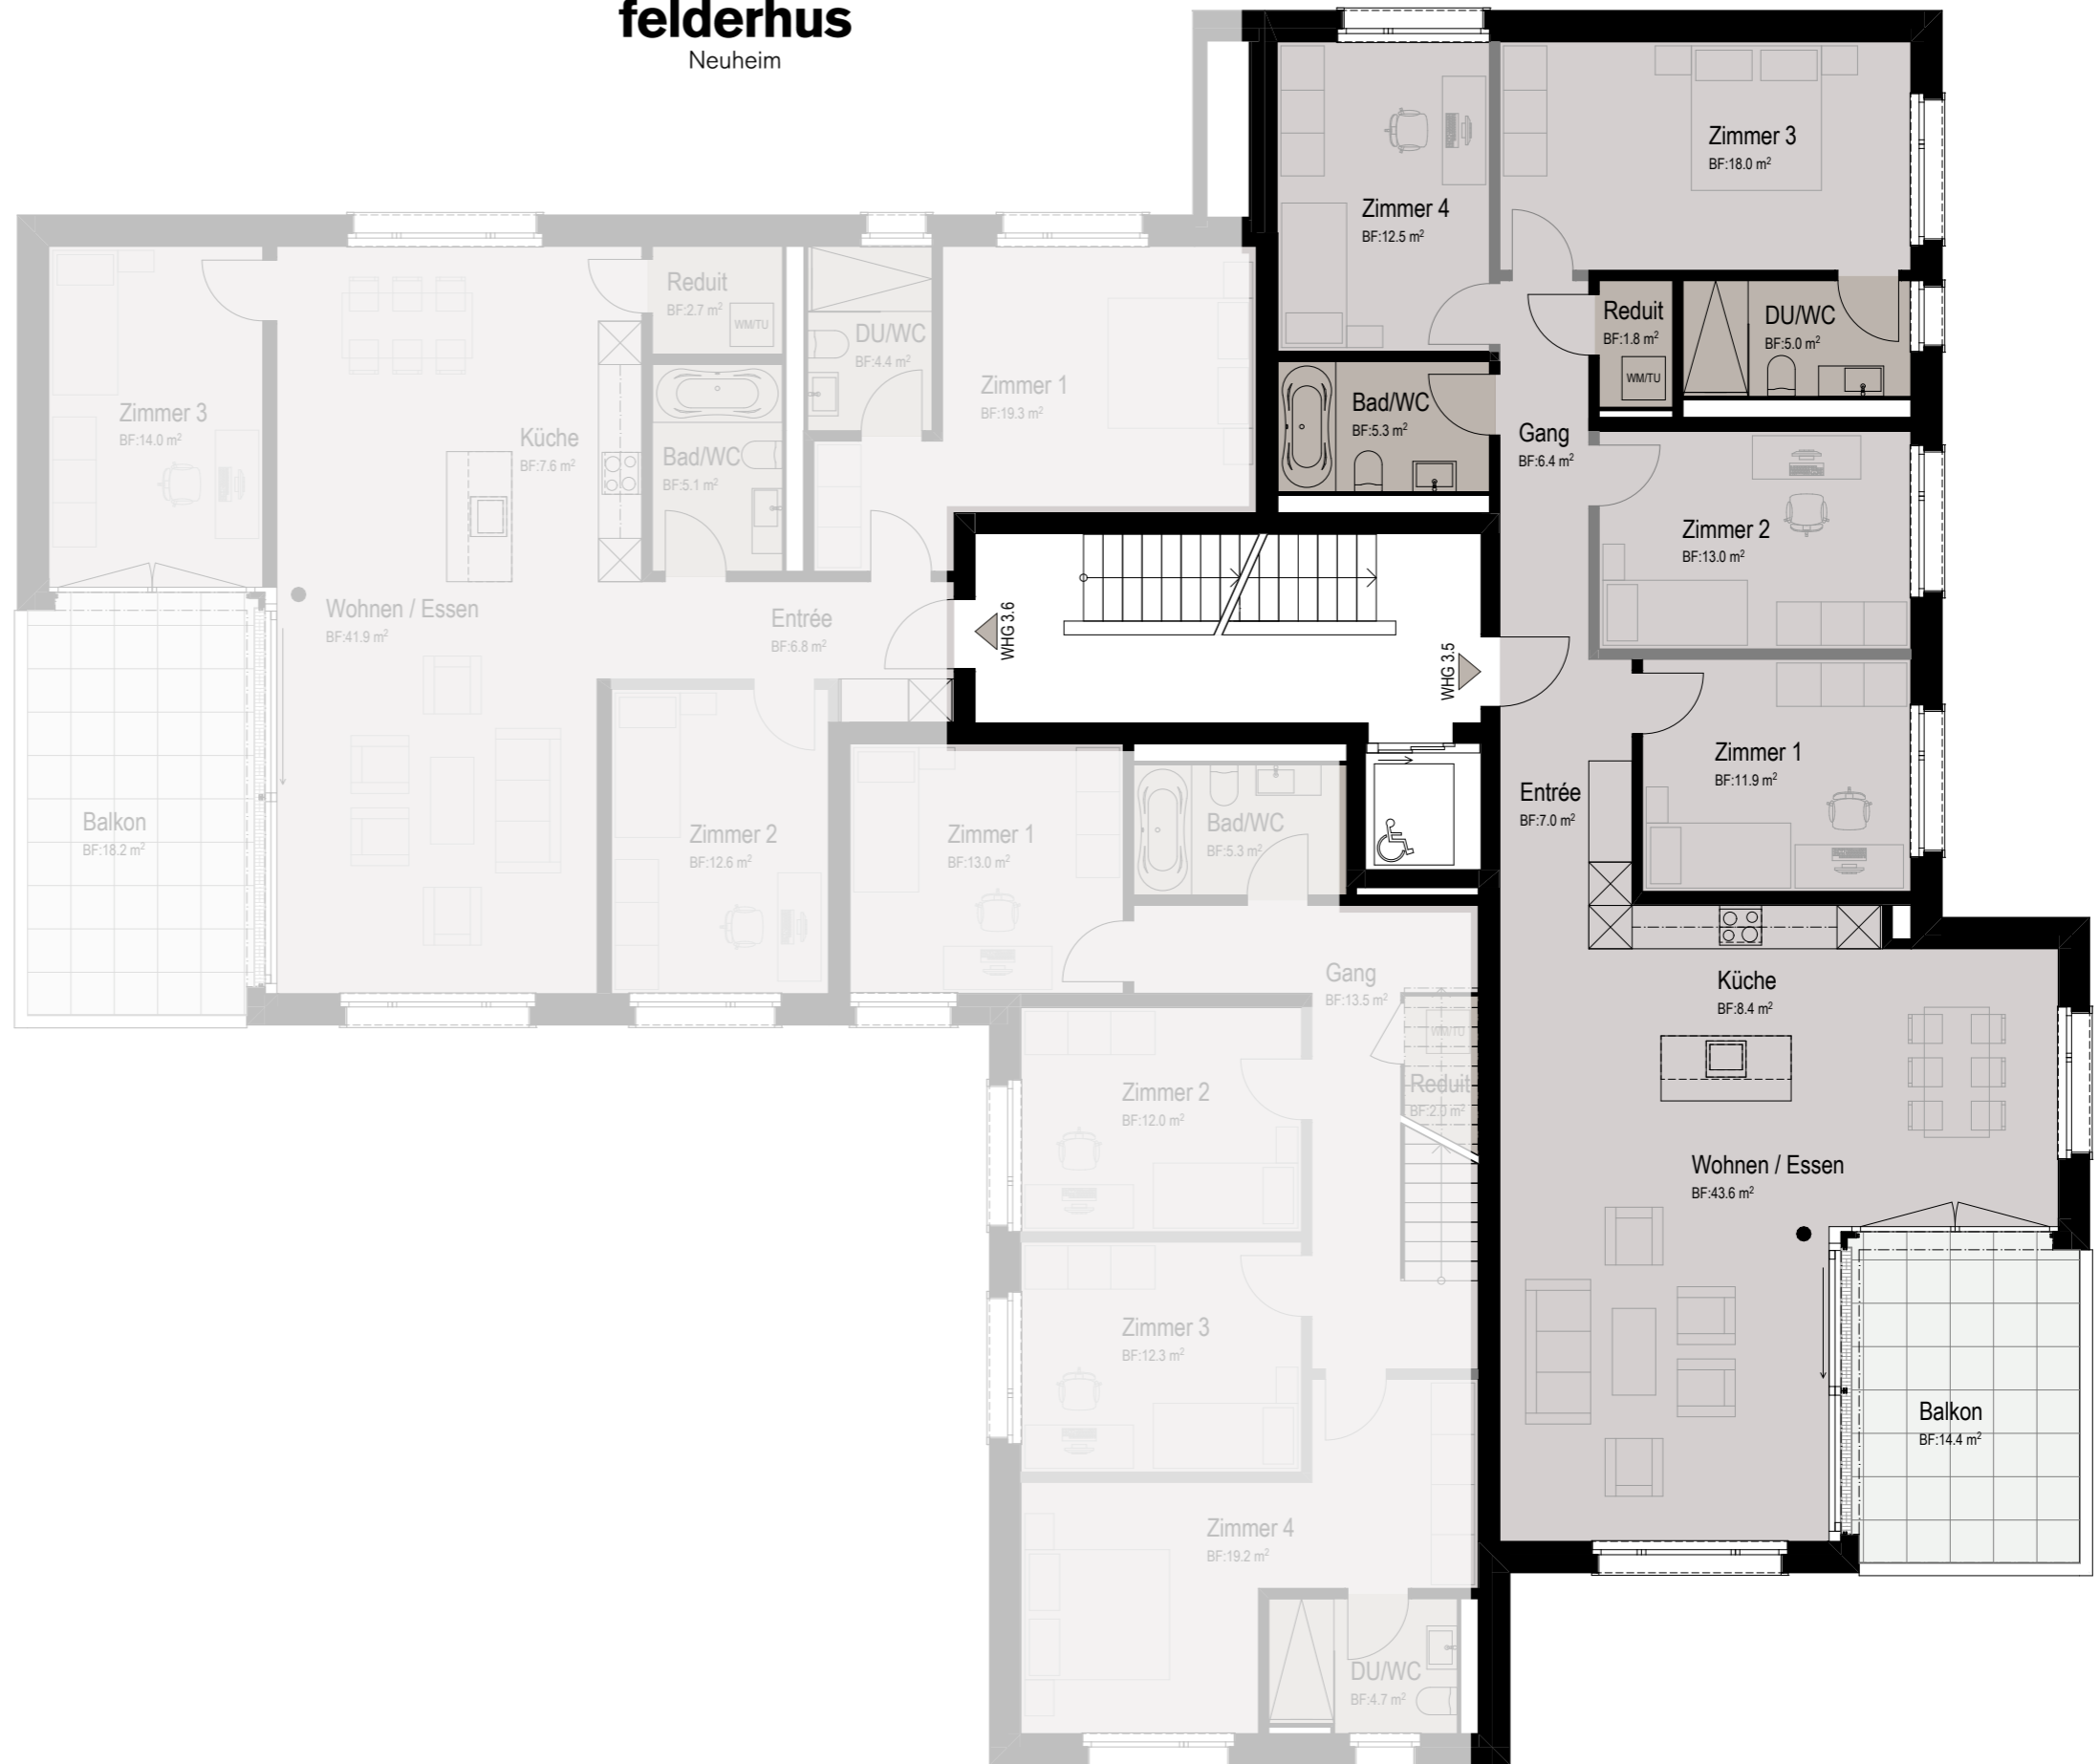 felderhus
Neuheim
Zimmer 3
BF:18.0 m²
Zimmer 4
BF:12.5 m²
Reduit
BF:1.8 m²
WM/TU
DU/WC
BF:5.0 m²
Bad/WC
BF:5.3 m²
Gang
BF:6.4 m²
Zimmer 2
BF:13.0 m²
Zimmer 1
BF:11.9 m²
Entrée
BF:7.0 m²
Küche
BF:8.4 m²
Wohnen / Essen
BF:43.6 m²
Balkon
BF:14.4 m²
WHG 3.6
WHG 3.5
Reduit
BF:2.7 m²
WM/TU
DU/WC
BF:4.4 m²
Zimmer 1
BF:19.3 m²
Zimmer 3
BF:14.0 m²
Küche
BF:7.6 m²
Bad/WC
BF:5.1 m²
Wohnen / Essen
BF:41.9 m²
Entrée
BF:6.8 m²
Balkon
BF:18.2 m²
Zimmer 2
BF:12.6 m²
Zimmer 1
BF:13.0 m²
Bad/WC
BF:5.3 m²
Gang
BF:13.5 m²
WM/TU
Reduit
BF:2.0 m²
Zimmer 2
BF:12.0 m²
Zimmer 3
BF:12.3 m²
Zimmer 4
BF:19.2 m²
DU/WC
BF:4.7 m²